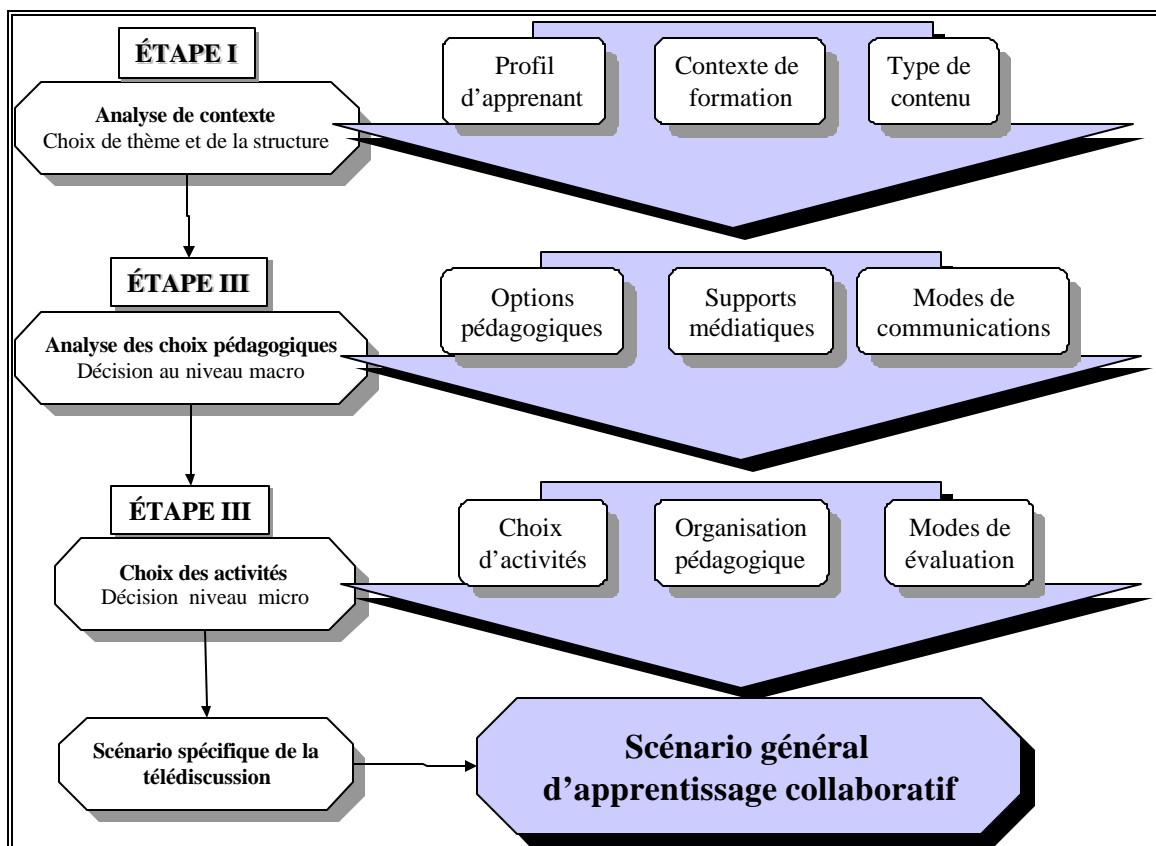 ÉTAPE I
Analyse de contexte
Choix de thème et de la structure
Profil
d’apprenant
Contexte de
formation
Type de
contenu
ÉTAPE III
Analyse des choix pédagogiques
Décision au niveau macro
Options
pédagogiques
Supports
médiatiques
Modes de
communications
ÉTAPE III
Choix des activités
Décision niveau micro
Choix
d’activités
Organisation
pédagogique
Modes de
évaluation
Scénario spécifique de la
télédiscussion
Scénario général
d’apprentissage collaboratif